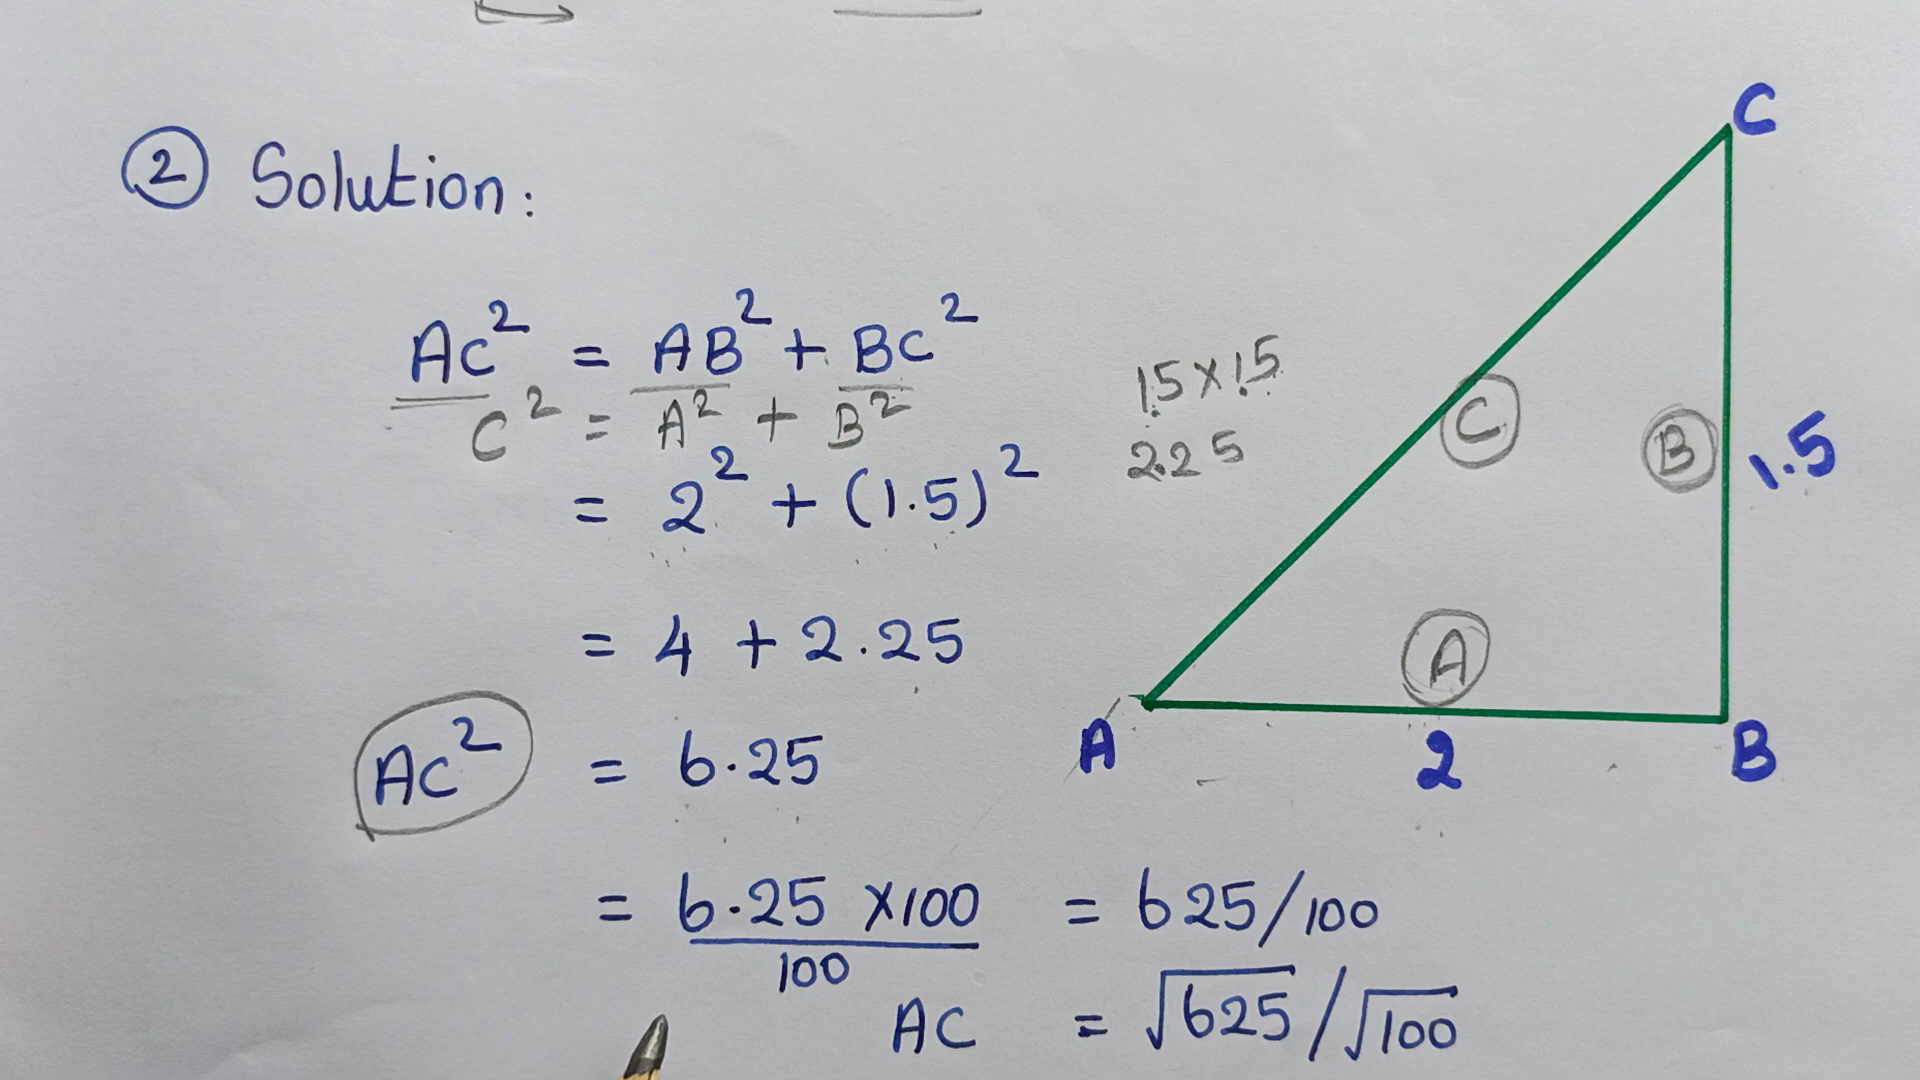 ② Solution:
AC² = AB² + BC²
C² = A² + B²
= 2² + (1.5)²
= 4 + 2.25
AC² = 6.25
= 6.25 ×100 / 100 = 625/100
AC = √625 / √100
1.5 × 1.5
2.25
C
C
B
1.5
A
A
2
B